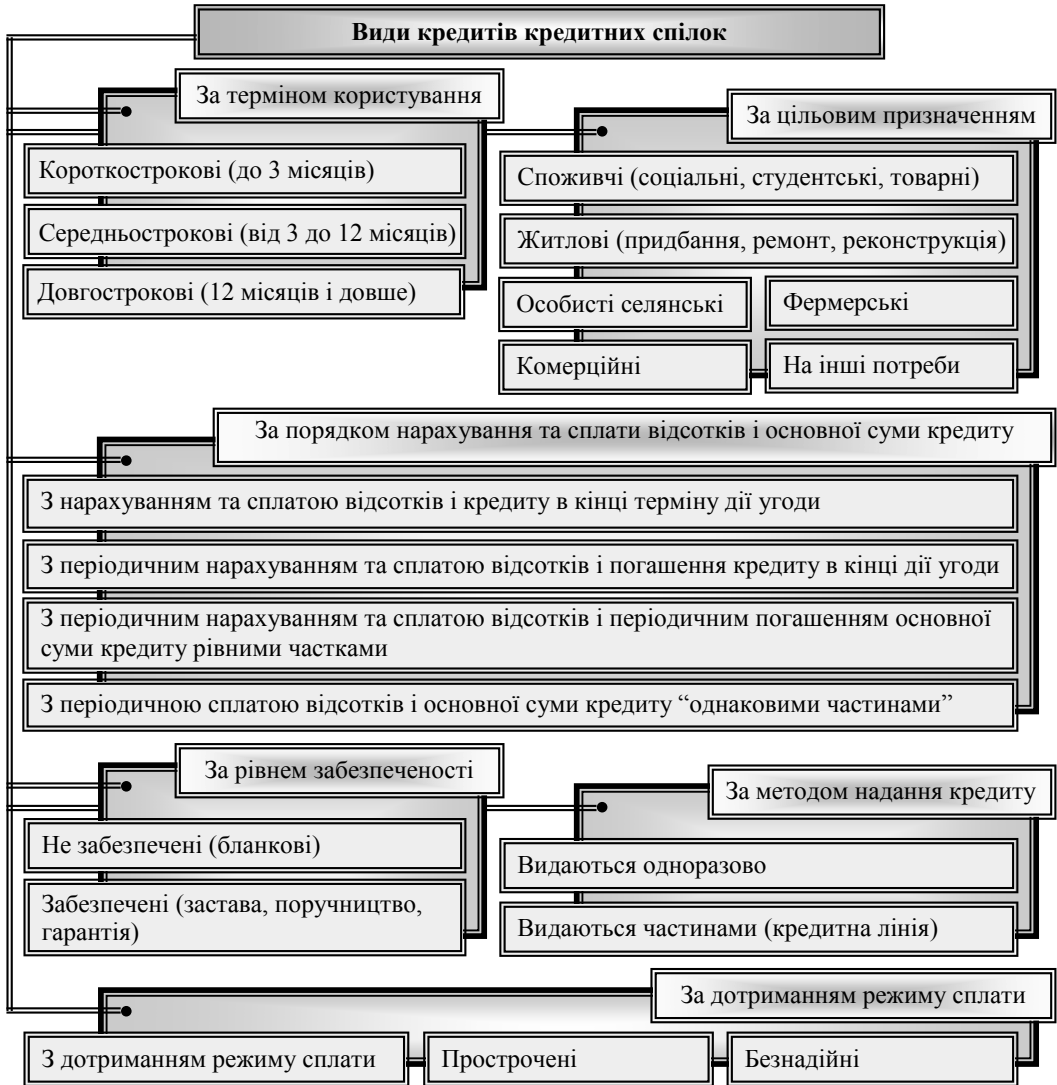 Види кредитів кредитних спілок
За терміном користування
Короткострокові (до 3 місяців)
Середньострокові (від 3 до 12 місяців)
Довгострокові (12 місяців і довше)
За цільовим призначенням
Споживчі (соціальні, студентські, товарні)
Житлові (придбання, ремонт, реконструкція)
Особисті селянські
Фермерські
Комерційні
На інші потреби
За порядком нарахування та сплати відсотків і основної суми кредиту
З нарахуванням та сплатою відсотків і кредиту в кінці терміну дії угоди
З періодичним нарахуванням та сплатою відсотків і погашення кредиту в кінці дії угоди
З періодичним нарахуванням та сплатою відсотків і періодичним погашенням основної
суми кредиту рівними частками
З періодичною сплатою відсотків і основної суми кредиту “однаковими частинами”
За рівнем забезпеченості
Не забезпечені (бланкові)
Забезпечені (застава, поручництво,
гарантія)
За методом надання кредиту
Видаються одноразово
Видаються частинами (кредитна лінія)
За дотриманням режиму сплати
З дотриманням режиму сплати
Прострочені
Безнадійні